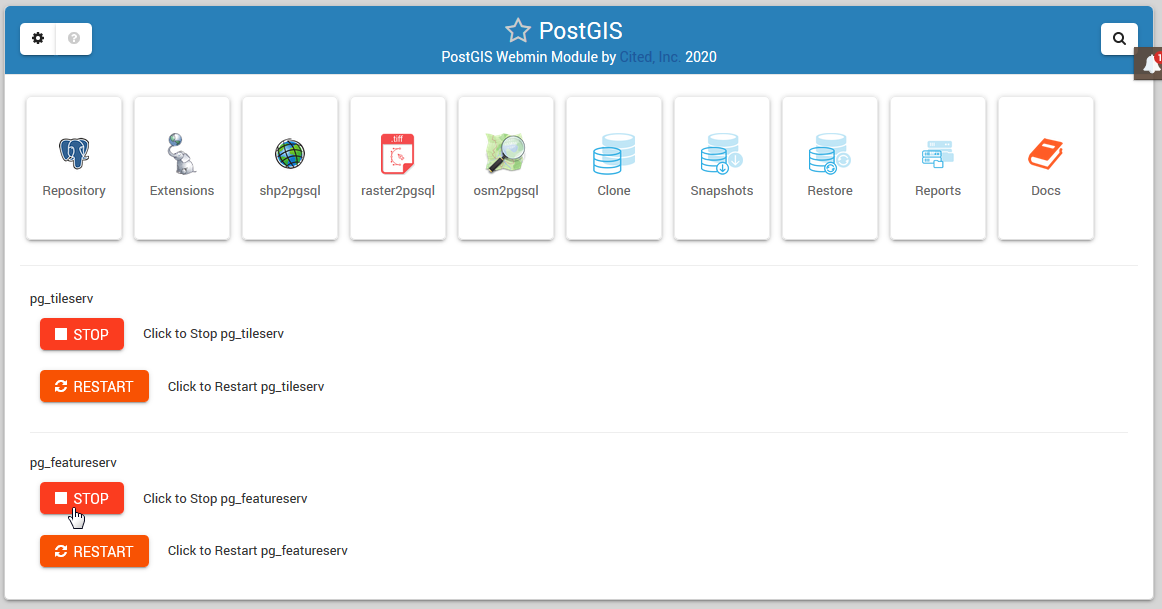 PostGIS
PostGIS Webmin Module by Cited, Inc. 2020
1
.tiff
Repository
Extensions
shp2pgsql
raster2pgsql
osm2pgsql
Clone
Snapshots
Restore
Reports
Docs
pg_tileserv
STOP Click to Stop pg_tileserv
RESTART Click to Restart pg_tileserv
pg_featureserv
STOP Click to Stop pg_featureserv
RESTART Click to Restart pg_featureserv